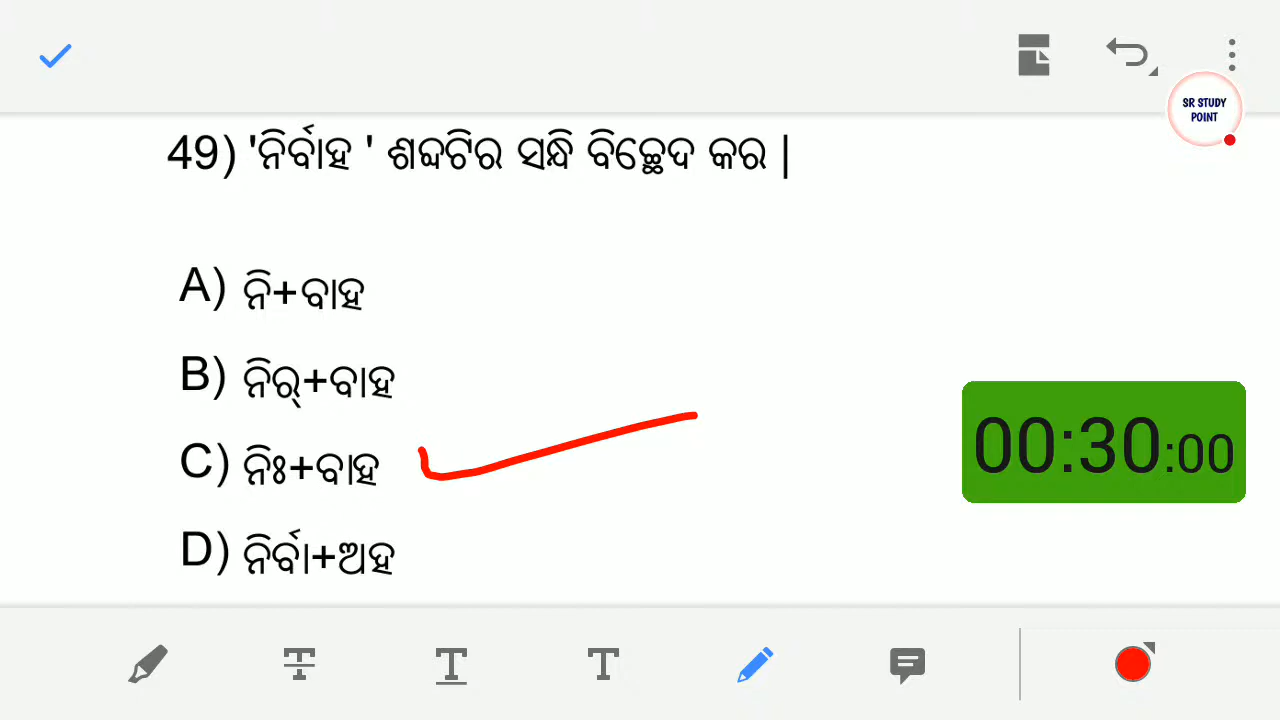 SR STUDY
POINT
49) 'ନିର୍ବାହ ' ଶବ୍ଦଟିର ସନ୍ଧି ବିଚ୍ଛେଦ କର |
A) ନି+ବାହ
B) ନିର୍+ବାହ
C) ନିଃ+ବାହ
D) ନିର୍ବା+ଅହ
00:30:00
T T T